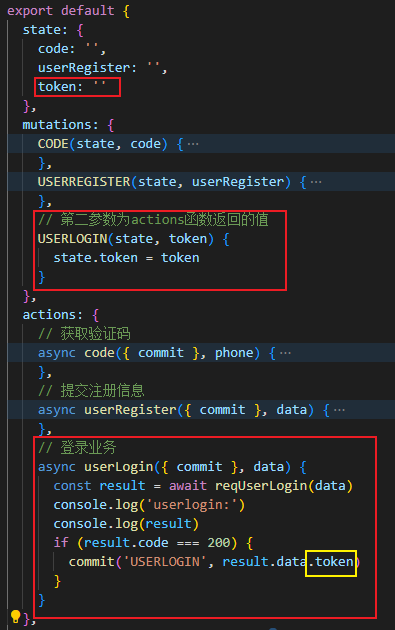 export default {
  state: {
    code: '',
    userRegister: '',
    token: ''
  },
  mutations: {
    CODE(state, code) { ···
    },
    USERREGISTER(state, userRegister) { ···
    },
    // 第二参数为actions函数返回的值
    USERLOGIN(state, token) {
      state.token = token
    }
  },
  actions: {
    // 获取验证码
    async code({ commit }, phone) { ···
    },
    // 提交注册信息
    async userRegister({ commit }, data) { ···
    },
    // 登录业务
    async userLogin({ commit }, data) {
      const result = await reqUserLogin(data)
      console.log('userlogin:')
      console.log(result)
      if (result.code === 200) {
        commit('USERLOGIN', result.data.token)
      }
    }
  },